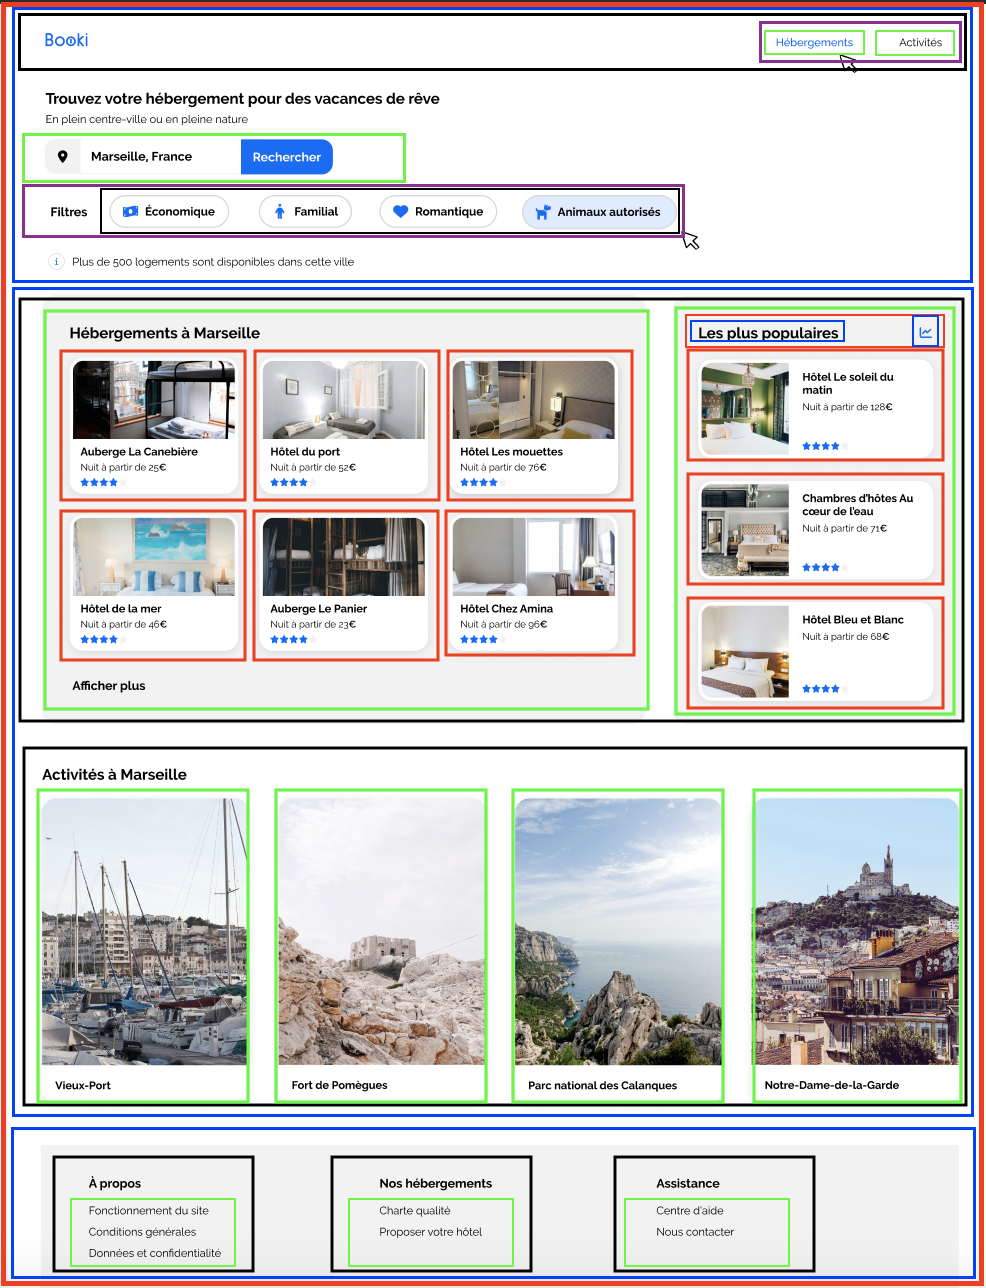 Booki
Hébergements
Activités
Trouvez votre hébergement pour des vacances de rêve
En plein centre-ville ou en pleine nature
Marseille, France
Rechercher
Filtres
Économique
Familial
Romantique
Animaux autorisés
i
Plus de 500 logements sont disponibles dans cette ville
Hébergements à Marseille
Auberge La Canebière
Nuit à partir de 25€
Hôtel du port
Nuit à partir de 52€
Hôtel Les mouettes
Nuit à partir de 76€
Hôtel de la mer
Nuit à partir de 46€
Auberge Le Panier
Nuit à partir de 23€
Hôtel Chez Amina
Nuit à partir de 96€
Afficher plus
Les plus populaires
Hôtel Le soleil du
matin
Nuit à partir de 128€
Chambres d'hôtes Au
cœur de l'eau
Nuit à partir de 71€
Hôtel Bleu et Blanc
Nuit à partir de 68€
Activités à Marseille
Vieux-Port
Fort de Pomègues
Parc national des Calanques
Notre-Dame-de-la-Garde
À propos
Fonctionnement du site
Conditions générales
Données et confidentialité
Nos hébergements
Charte qualité
Proposer votre hôtel
Assistance
Centre d'aide
Nous contacter